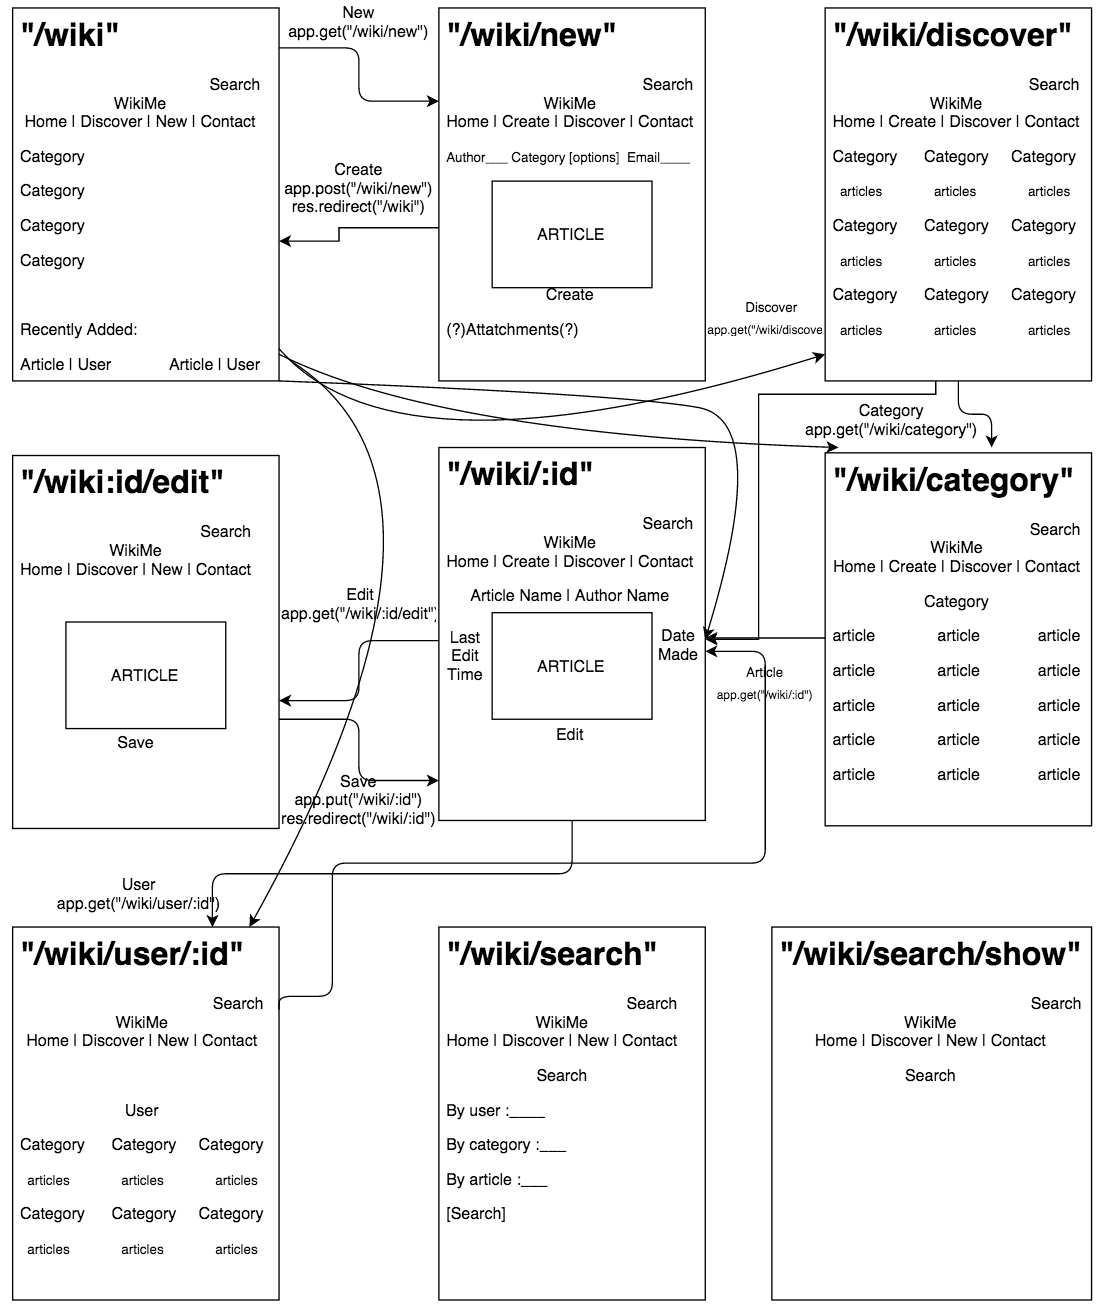 "/wiki"
Search
WikiMe
Home | Discover | New | Contact
Category
Category
Category
Category
Recently Added:
Article | User
Article | User
New
app.get("/wiki/new")
Create
app.post("/wiki/new")
res.redirect("/wiki")
"/wiki/new"
Search
WikiMe
Home | Create | Discover | Contact
Author___ Category [options] Email____
ARTICLE
Create
(?)Attatchments(?)
Discover
app.get("/wiki/discove
"/wiki/discover"
Search
WikiMe
Home | Create | Discover | Contact
Category Category Category
articles articles articles
Category Category Category
articles articles articles
Category Category Category
articles articles articles
Category
app.get("/wiki/category")
"/wiki:id/edit"
Search
WikiMe
Home | Discover | New | Contact
ARTICLE
Save
Edit
app.get("/wiki/:id/edit")
Save
app.put("/wiki/:id")
res.redirect("/wiki/:id")
"/wiki/:id"
Search
WikiMe
Home | Create | Discover | Contact
Article Name | Author Name
Last
Edit
Time
ARTICLE
Date
Made
Edit
Article
app.get("/wiki/:id")
"/wiki/category"
Search
WikiMe
Home | Create | Discover | Contact
Category
article article article
article article article
article article article
article article article
article article article
User
app.get("/wiki/user/:id")
"/wiki/user/:id"
Search
WikiMe
Home | Discover | New | Contact
User
Category Category Category
articles articles articles
Category Category Category
articles articles articles
"/wiki/search"
Search
WikiMe
Home | Discover | New | Contact
Search
By user :____
By category :___
By article :___
[Search]
"/wiki/search/show"
Search
WikiMe
Home | Discover | New | Contact
Search